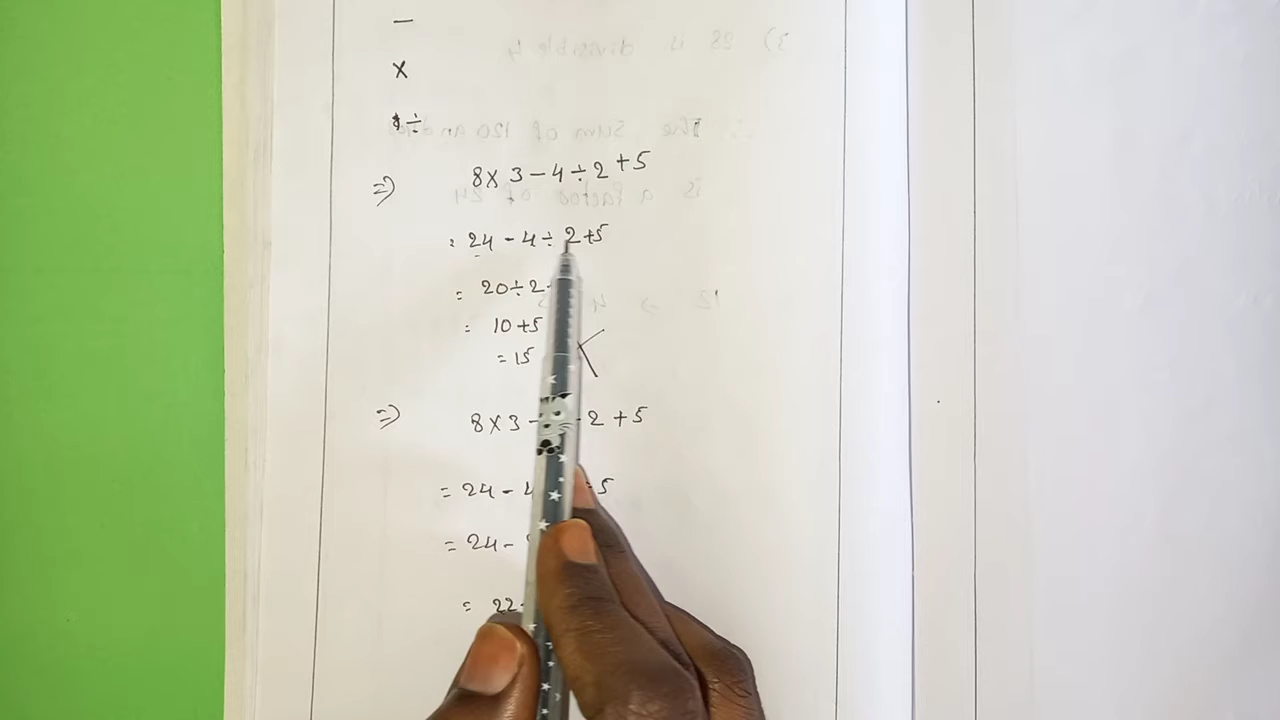 −
×
÷
=> 8 × 3 − 4 ÷ 2 + 5
= 24 − 4 ÷ 2 + 5
= 20 ÷ 2
= 10 + 5
= 15
=> 8 × 3 − 2 + 5
= 24 − 4 5
= 24 −
= 22